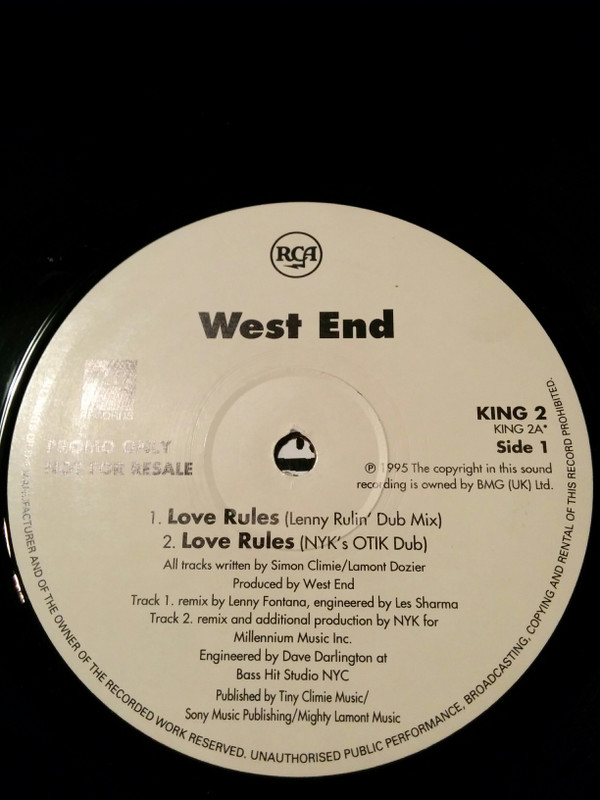 RCA
West End
KING 2
KING 2A*
Side 1
PROMO ONLY
NOT FOR RESALE
℗ 1995 The copyright in this sound
recording is owned by BMG (UK) Ltd.
1. Love Rules (Lenny Rulin' Dub Mix)
2. Love Rules (NYK's OTIK Dub)
All tracks written by Simon Climie/Lamont Dozier
Produced by West End
Track 1. remix by Lenny Fontana, engineered by Les Sharma
Track 2. remix and additional production by NYK for
Millennium Music Inc.
Engineered by Dave Darlington at
Bass Hit Studio NYC
Published by Tiny Climie Music/
Sony Music Publishing/Mighty Lamont Music
MANUFACTURER AND OF THE OWNER OF THE RECORDED WORK RESERVED. UNAUTHORISED PUBLIC PERFORMANCE, BROADCASTING, COPYING AND RENTAL OF THIS RECORD PROHIBITED.